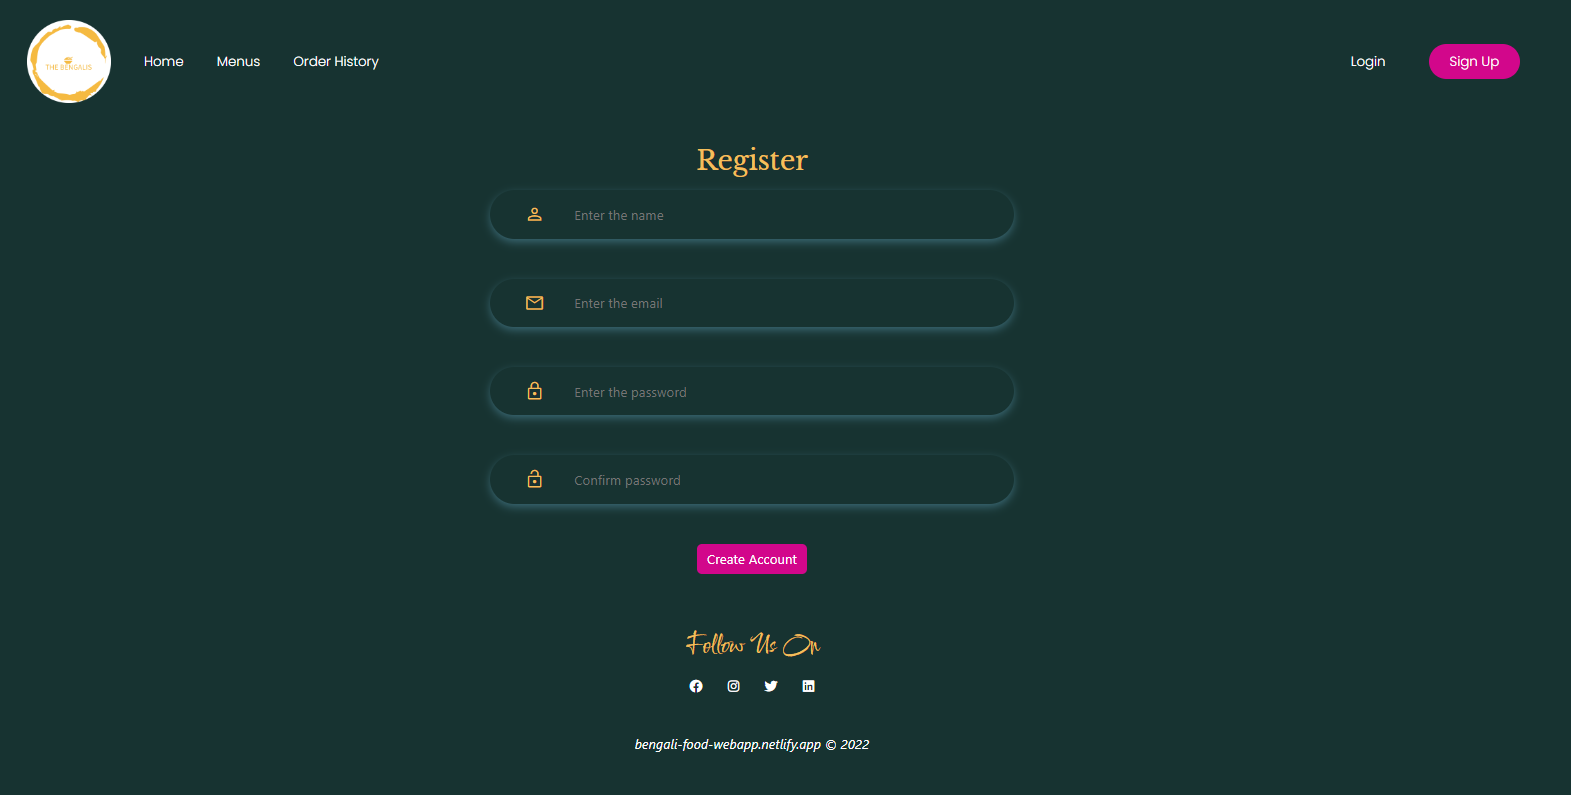 THE BENGALIS
Home Menus Order History Login Sign Up
Register
Enter the name
Enter the email
Enter the password
Confirm password
Create Account
Follow Us On
bengali-food-webapp.netlify.app © 2022